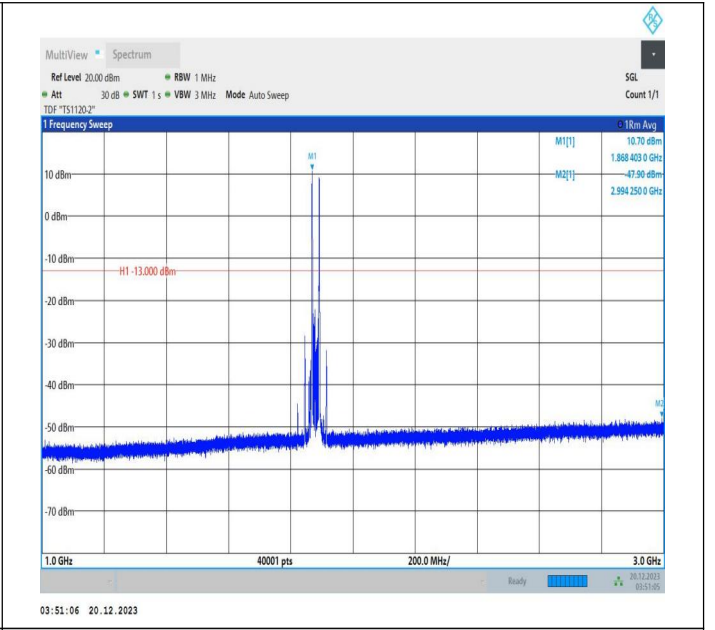 MultiView Spectrum
Ref Level 20.00 dBm RBW 1 MHz SGL
Att 30 dB SWT 1 s VBW 3 MHz Mode Auto Sweep Count 1/1
TDF "TS1120-2"
1 Frequency Sweep 1Rm Avg
M1[1] 10.70 dBm
1.868 403 0 GHz
M2[1] -47.90 dBm
2.994 250 0 GHz
M1
10 dBm
0 dBm
-10 dBm
H1 -13.000 dBm
-20 dBm
-30 dBm
-40 dBm
M2
-50 dBm
-60 dBm
-70 dBm
1.0 GHz 40001 pts 200.0 MHz/ 3.0 GHz
Ready 20.12.2023
03:51:05
03:51:06 20.12.2023